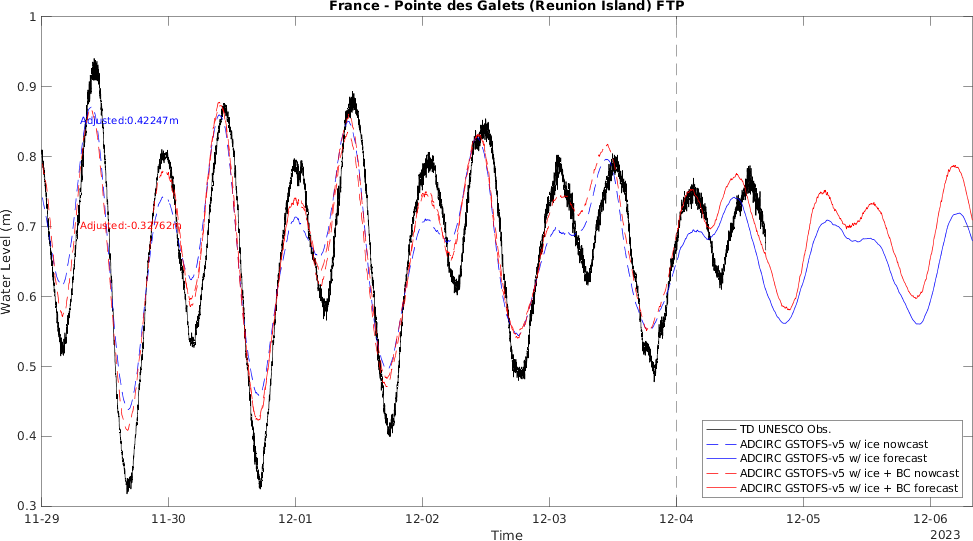 France - Pointe des Galets (Reunion Island) FTP
1
0.9
0.8
0.7
0.6
0.5
0.4
0.3
Water Level (m)
Adjusted:0.42247m
Adjusted:-0.32762m
TD UNESCO Obs.
ADCIRC GSTOFS-v5 w/ ice nowcast
ADCIRC GSTOFS-v5 w/ ice forecast
ADCIRC GSTOFS-v5 w/ ice + BC nowcast
ADCIRC GSTOFS-v5 w/ ice + BC forecast
11-29 11-30 12-01 12-02 12-03 12-04 12-05 12-06
Time
2023